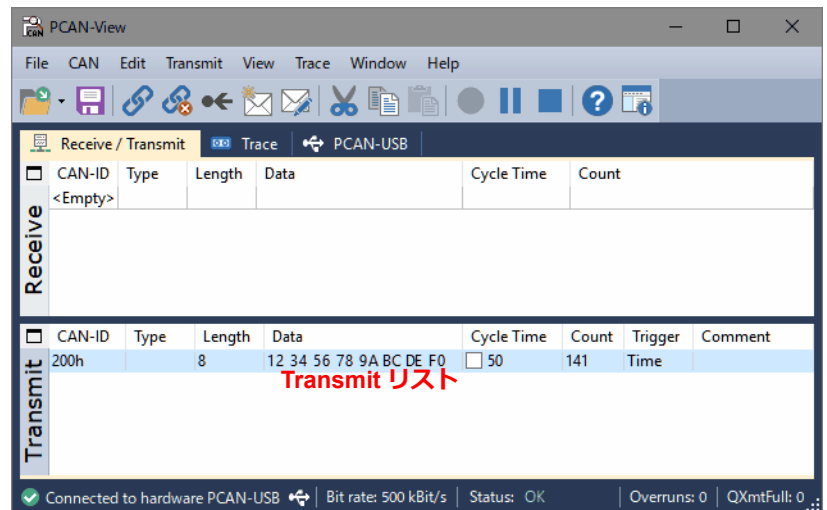 PCAN-View
File CAN Edit Transmit View Trace Window Help
Receive / Transmit Trace PCAN-USB
CAN-ID Type Length Data Cycle Time Count
<Empty>
Receive
CAN-ID Type Length Data Cycle Time Count Trigger Comment
200h 8 12 34 56 78 9A BC DE F0 50 141 Time
Transmit リスト
Transmit
Connected to hardware PCAN-USB Bit rate: 500 kBit/s Status: OK Overruns: 0 QXmtFull: 0